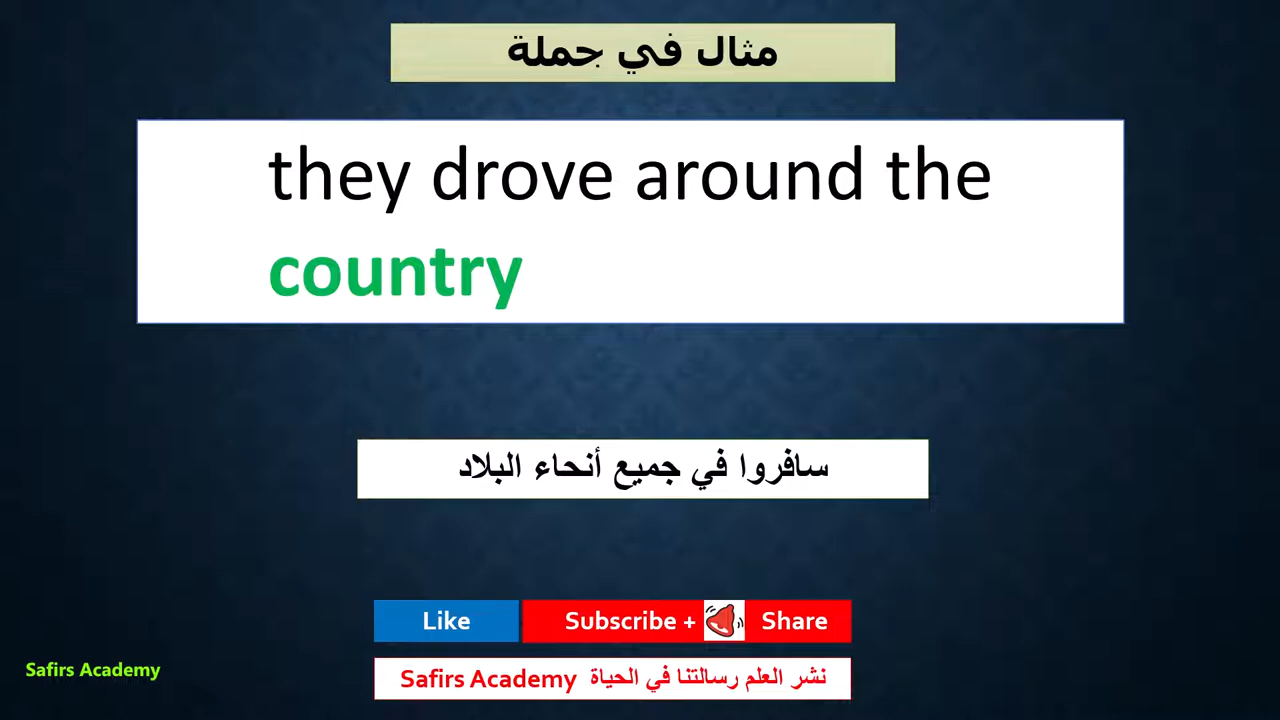 مثال في جملة
they drove around the
country
سافروا في جميع أنحاء البلاد
Like Subscribe + Share
Safirs Academy نشر العلم رسالتنا في الحياة
Safirs Academy